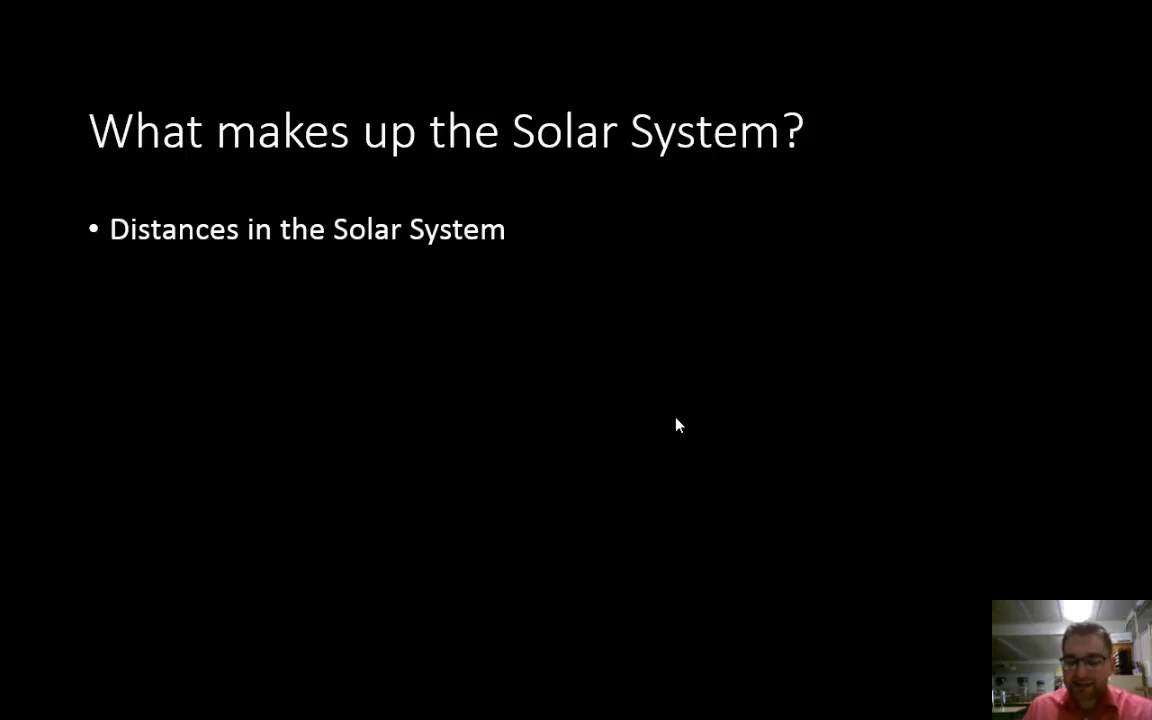 What makes up the Solar System?
• Distances in the Solar System